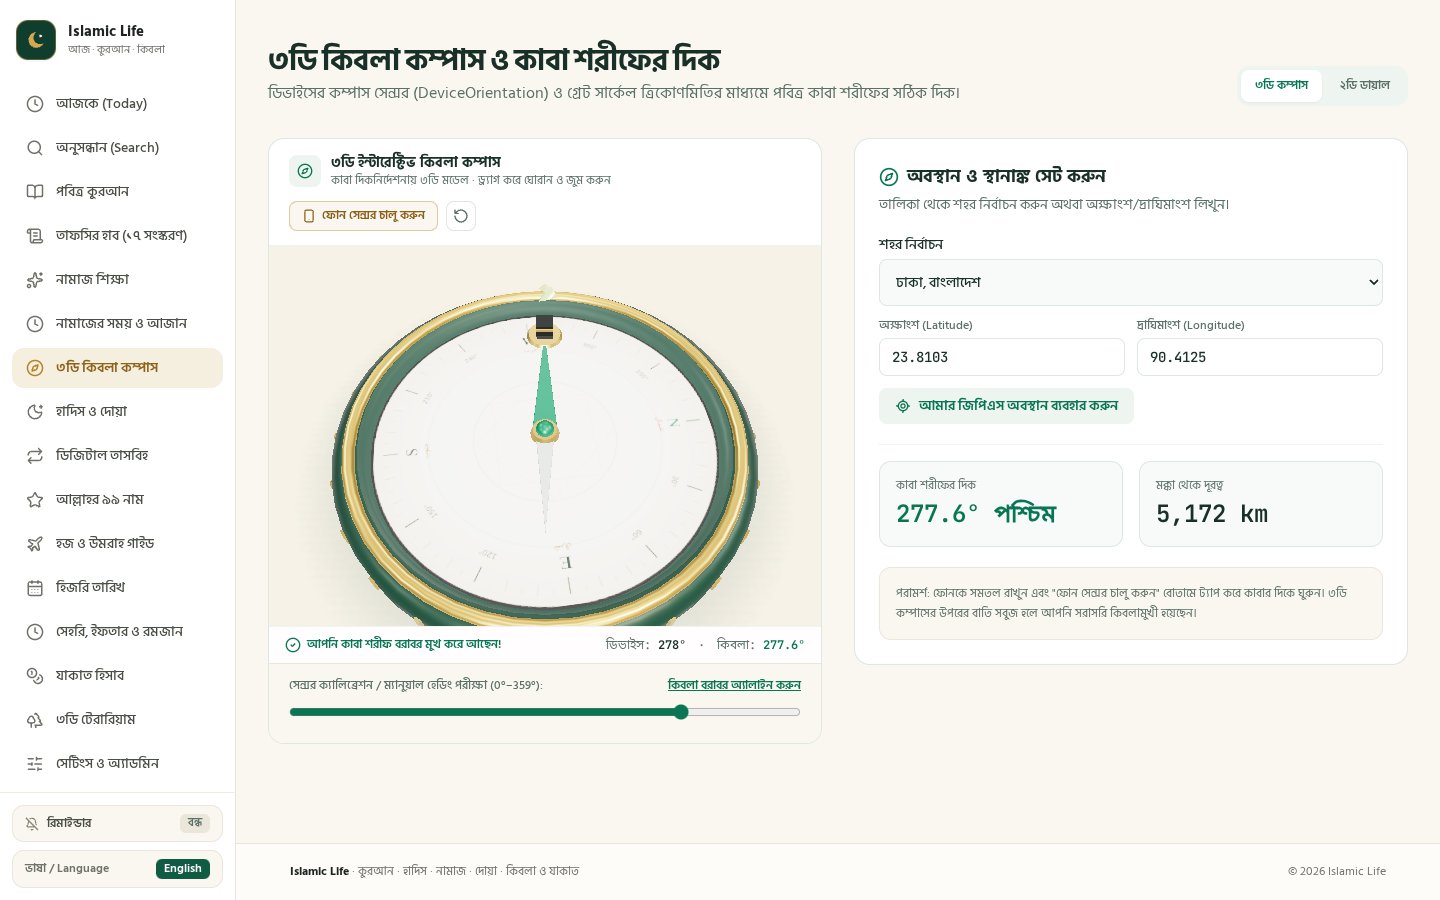 Islamic Life
আজ · কুরআন · কিবলা
আজকে (Today)
অনুসন্ধান (Search)
পবিত্র কুরআন
তাফসির হাব (১৭ সংস্করণ)
নামাজ শিক্ষা
নামাজের সময় ও আজান
৩ডি কিবলা কম্পাস
হাদিস ও দোয়া
ডিজিটাল তাসবিহ
আল্লাহর ৯৯ নাম
হজ ও উমরাহ গাইড
হিজরি তারিখ
সেহরি, ইফতার ও রমজান
যাকাত হিসাব
৩ডি টেরারিয়াম
সেটিংস ও অ্যাডমিন
রিমাইন্ডার
বন্ধ
ভাষা / Language
English
৩ডি কিবলা কম্পাস ও কাবা শরীফের দিক
ডিভাইসের কম্পাস সেন্সর (DeviceOrientation) ও গ্রেট সার্কেল ত্রিকোণমিতির মাধ্যমে পবিত্র কাবা শরীফের সঠিক দিক।
৩ডি কম্পাস
২ডি ডায়াল
৩ডি ইন্টারেক্টিভ কিবলা কম্পাস
কাবা দিকনির্দেশনায় ৩ডি মডেল · ড্র্যাগ করে ঘোরান ও জুম করুন
ফোন সেন্সর চালু করুন
N
S
E
আপনি কাবা শরীফ বরাবর মুখ করে আছেন!
ডিভাইস: 278° · কিবলা: 277.6°
সেন্সর ক্যালিব্রেশন / ম্যানুয়াল হেডিং পরীক্ষা (0°–359°):
কিবলা বরাবর অ্যালাইন করুন
অবস্থান ও স্থানাঙ্ক সেট করুন
তালিকা থেকে শহর নির্বাচন করুন অথবা অক্ষাংশ/দ্রাঘিমাংশ লিখুন।
শহর নির্বাচন
ঢাকা, বাংলাদেশ
অক্ষাংশ (Latitude)
দ্রাঘিমাংশ (Longitude)
23.8103
90.4125
আমার জিপিএস অবস্থান ব্যবহার করুন
কাবা শরীফের দিক
277.6° পশ্চিম
মক্কা থেকে দূরত্ব
5,172 km
পরামর্শ: ফোনকে সমতল রাখুন এবং "ফোন সেন্সর চালু করুন" বোতামে ট্যাপ করে কাবার দিকে ঘুরুন। ৩ডি
কম্পাসের উপরের বাতি সবুজ হলে আপনি সরাসরি কিবলামুখী হয়েছেন।
Islamic Life · কুরআন · হাদিস · নামাজ · দোয়া · কিবলা ও যাকাত
© 2026 Islamic Life